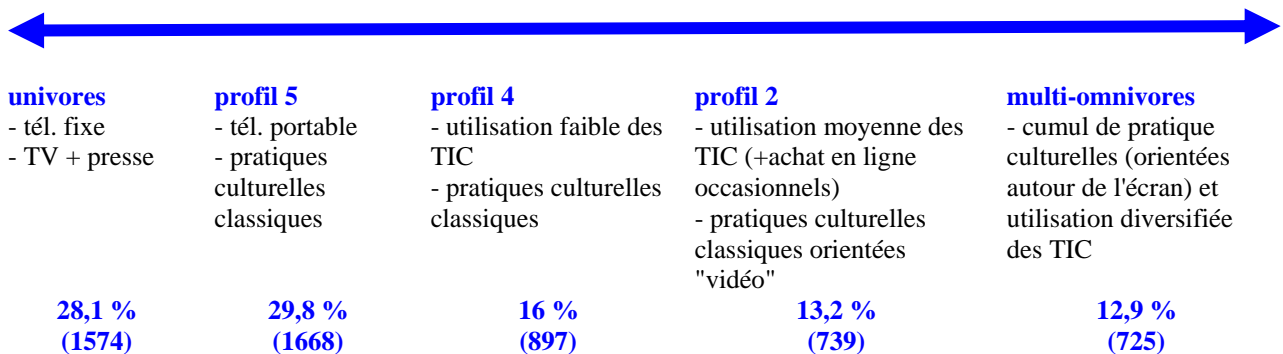 univores
- tél. fixe
- TV + presse
28,1 %
(1574)
profil 5
- tél. portable
- pratiques
culturelles
classiques
29,8 %
(1668)
profil 4
- utilisation faible des
TIC
- pratiques culturelles
classiques
16 %
(897)
profil 2
- utilisation moyenne des
TIC (+achat en ligne
occasionnels)
- pratiques culturelles
classiques orientées
"vidéo"
13,2 %
(739)
multi-omnivores
- cumul de pratique
culturelles (orientées
autour de l'écran) et
utilisation diversifiée
des TIC
12,9 %
(725)